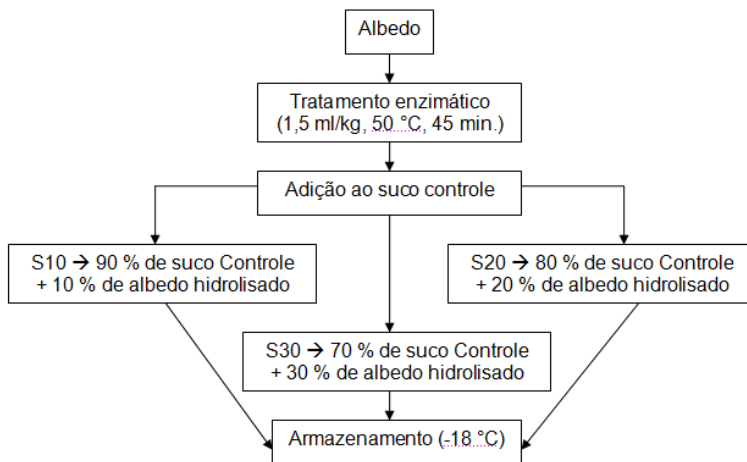 Albedo
Tratamento enzimático
(1,5 ml/kg, 50 °C, 45 min.)
Adição ao suco controle
S10 → 90 % de suco Controle
+ 10 % de albedo hidrolisado
S20 → 80 % de suco Controle
+ 20 % de albedo hidrolisado
S30 → 70 % de suco Controle
+ 30 % de albedo hidrolisado
Armazenamento (-18 °C)